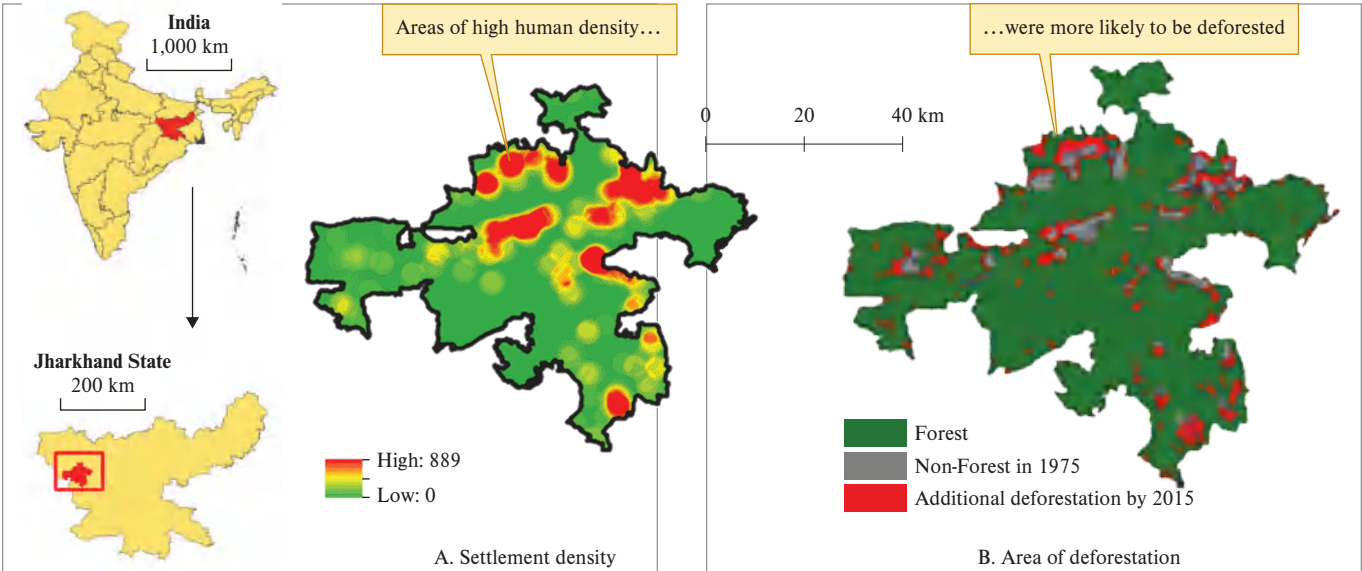 India
1,000 km
Jharkhand State
200 km
Areas of high human density…
High: 889
Low: 0
A. Settlement density
…were more likely to be deforested
0 20 40 km
Forest
Non-Forest in 1975
Additional deforestation by 2015
B. Area of deforestation